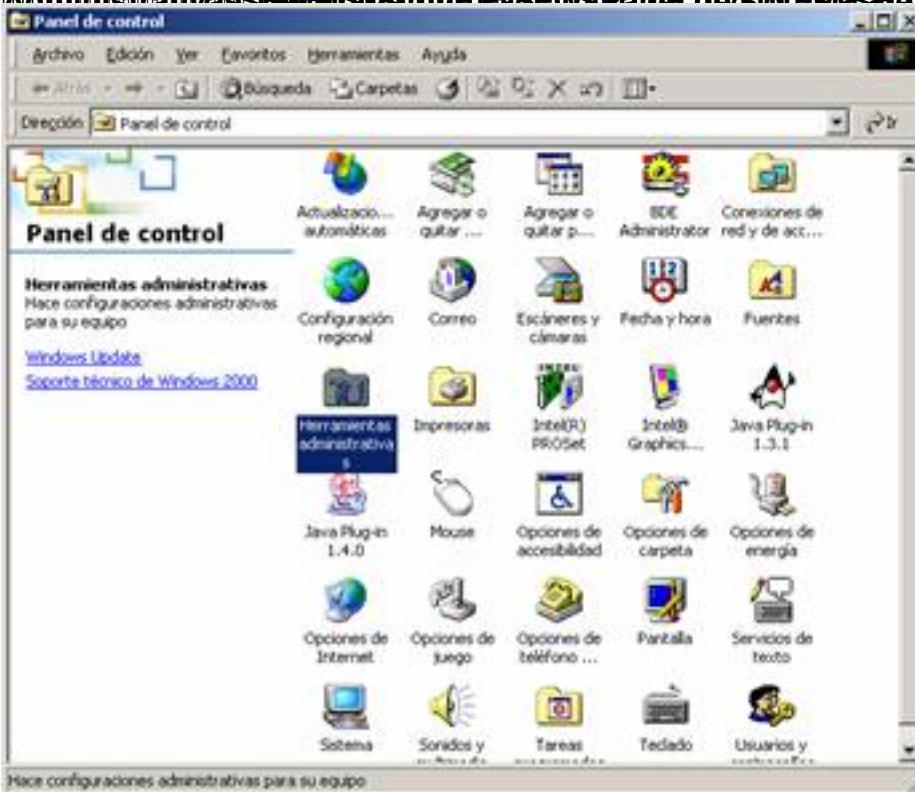 Panel de control
Archivo Edición Ver Favoritos Herramientas Ayuda
Atrás Búsqueda Carpetas
Dirección Panel de control Ir
Panel de control
Herramientas administrativas
Hace configuraciones administrativas
para su equipo
Windows Update
Soporte técnico de Windows 2000
Actualizacio...
automáticas
Agregar o
quitar ...
Agregar o
quitar p...
BDE
Administrator
Conexiones de
red y de acc...
Configuración
regional
Correo
Escáneres y
cámaras
Fecha y hora
Fuentes
Herramientas
administrativa
s
Impresoras
Intel(R)
PROSet
Intel®
Graphics...
Java Plug-in
1.3.1
Java Plug-in
1.4.0
Mouse
Opciones de
accesibilidad
Opciones de
carpeta
Opciones de
energía
Opciones de
Internet
Opciones de
juego
Opciones de
teléfono ...
Pantalla
Servicios de
texto
Sistema
Sonidos y
Tareas
Teclado
Usuarios y
Hace configuraciones administrativas para su equipo